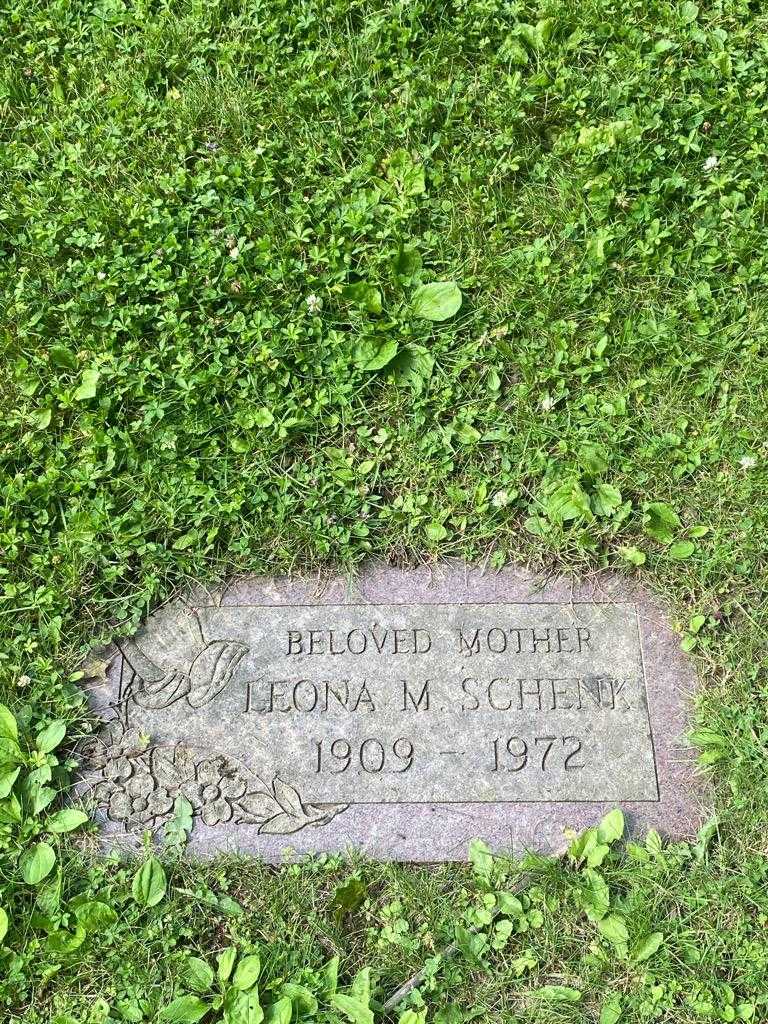 BELOVED MOTHER
LEONA M. SCHENK
1909 - 1972